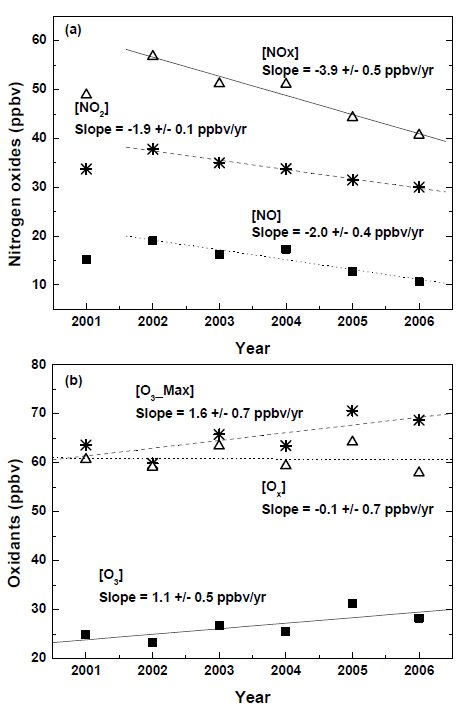 (a)
[NOx]
Slope = -3.9 +/- 0.5 ppbv/yr
[NO2]
Slope = -1.9 +/- 0.1 ppbv/yr
[NO]
Slope = -2.0 +/- 0.4 ppbv/yr
60
50
40
30
20
10
Nitrogen oxides (ppbv)
2001 2002 2003 2004 2005 2006
Year
(b)
[O3_Max]
Slope = 1.6 +/- 0.7 ppbv/yr
[Ox]
Slope = -0.1 +/- 0.7 ppbv/yr
[O3]
Slope = 1.1 +/- 0.5 ppbv/yr
80
70
60
50
40
30
20
Oxidants (ppbv)
2001 2002 2003 2004 2005 2006
Year